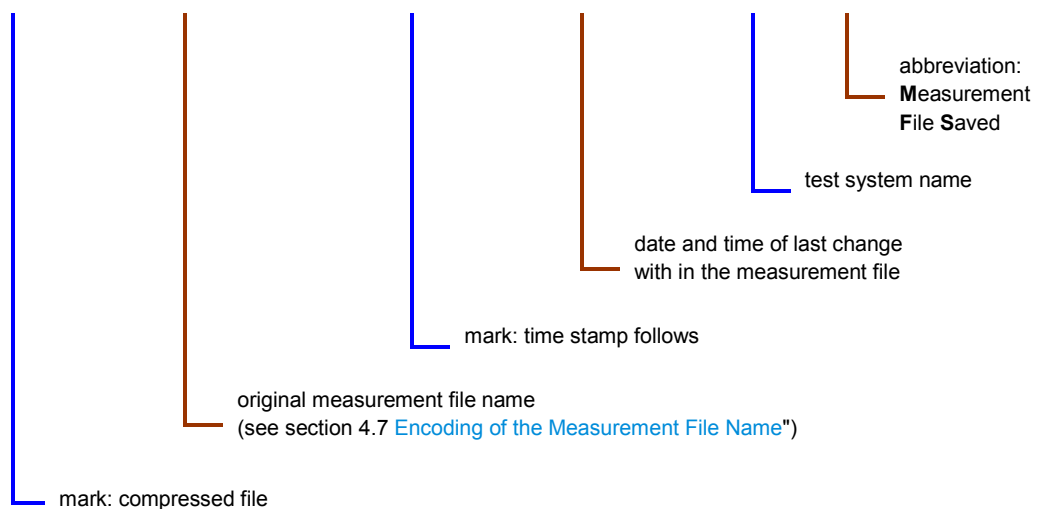 abbreviation:
Measurement
File Saved
test system name
date and time of last change
with in the measurement file
mark: time stamp follows
original measurement file name
(see section 4.7 Encoding of the Measurement File Name")
mark: compressed file